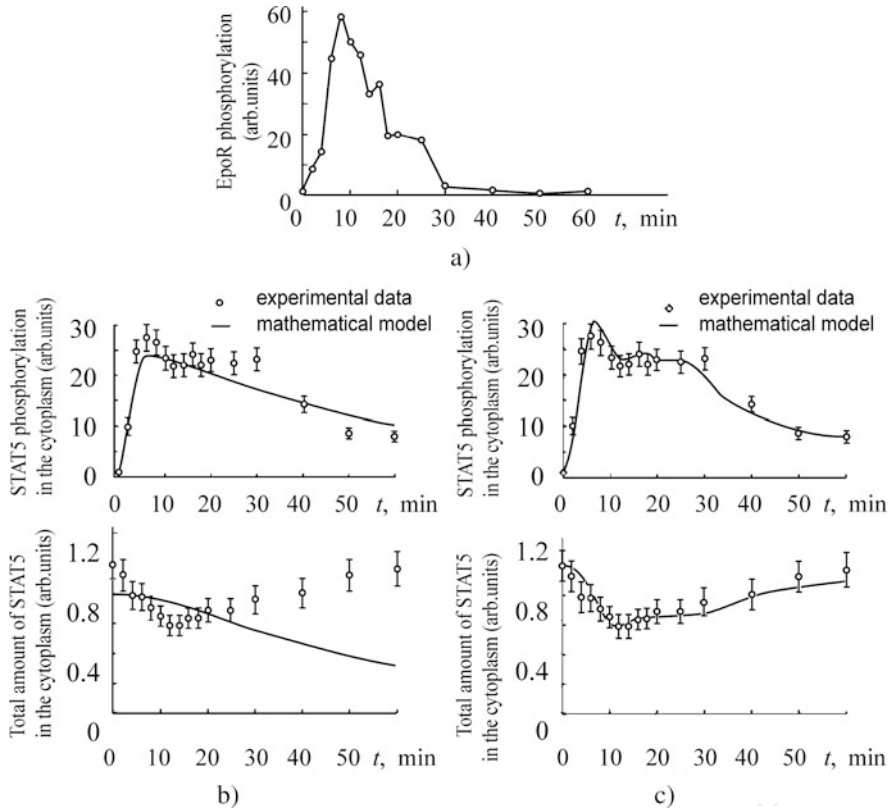 60
40
20
0
EpoR phosphorylation
(arb.units)
0 10 20 30 40 50 60 t, min
a)
experimental data
mathematical model
30
20
10
0
STAT5 phosphorylation
in the cytoplasm (arb.units)
0 10 20 30 40 50 t, min
1.2
0.8
0.4
0
Total amount of STAT5
in the cytoplasm (arb.units)
0 10 20 30 40 50 t, min
b)
experimental data
mathematical model
30
20
10
0
STAT5 phosphorylation
in the cytoplasm (arb.units)
0 10 20 30 40 50 t, min
1.2
0.8
0.4
0
Total amount of STAT5
in the cytoplasm (arb.units)
0 10 20 30 40 50 t, min
c)